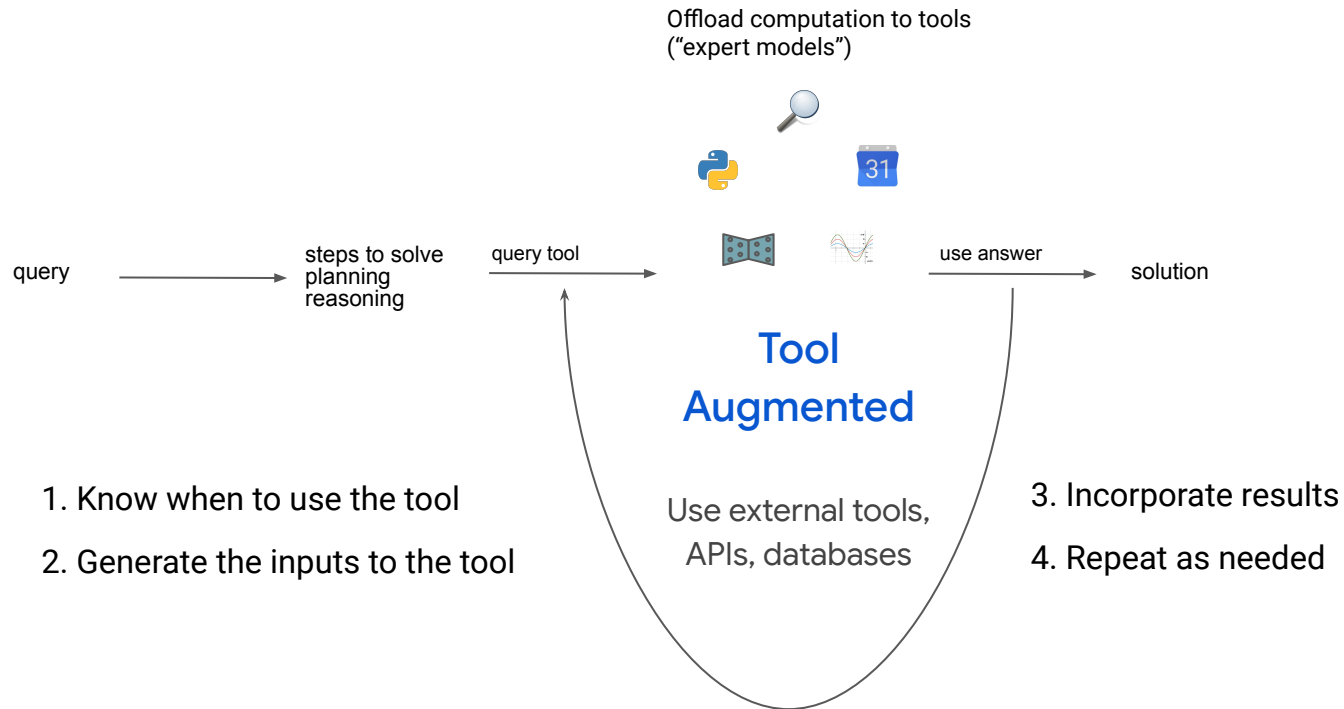 Offload computation to tools
(“expert models”)
31
query
steps to solve
planning
reasoning
query tool
use answer
solution
Tool
Augmented
1. Know when to use the tool
2. Generate the inputs to the tool
Use external tools,
APIs, databases
3. Incorporate results
4. Repeat as needed